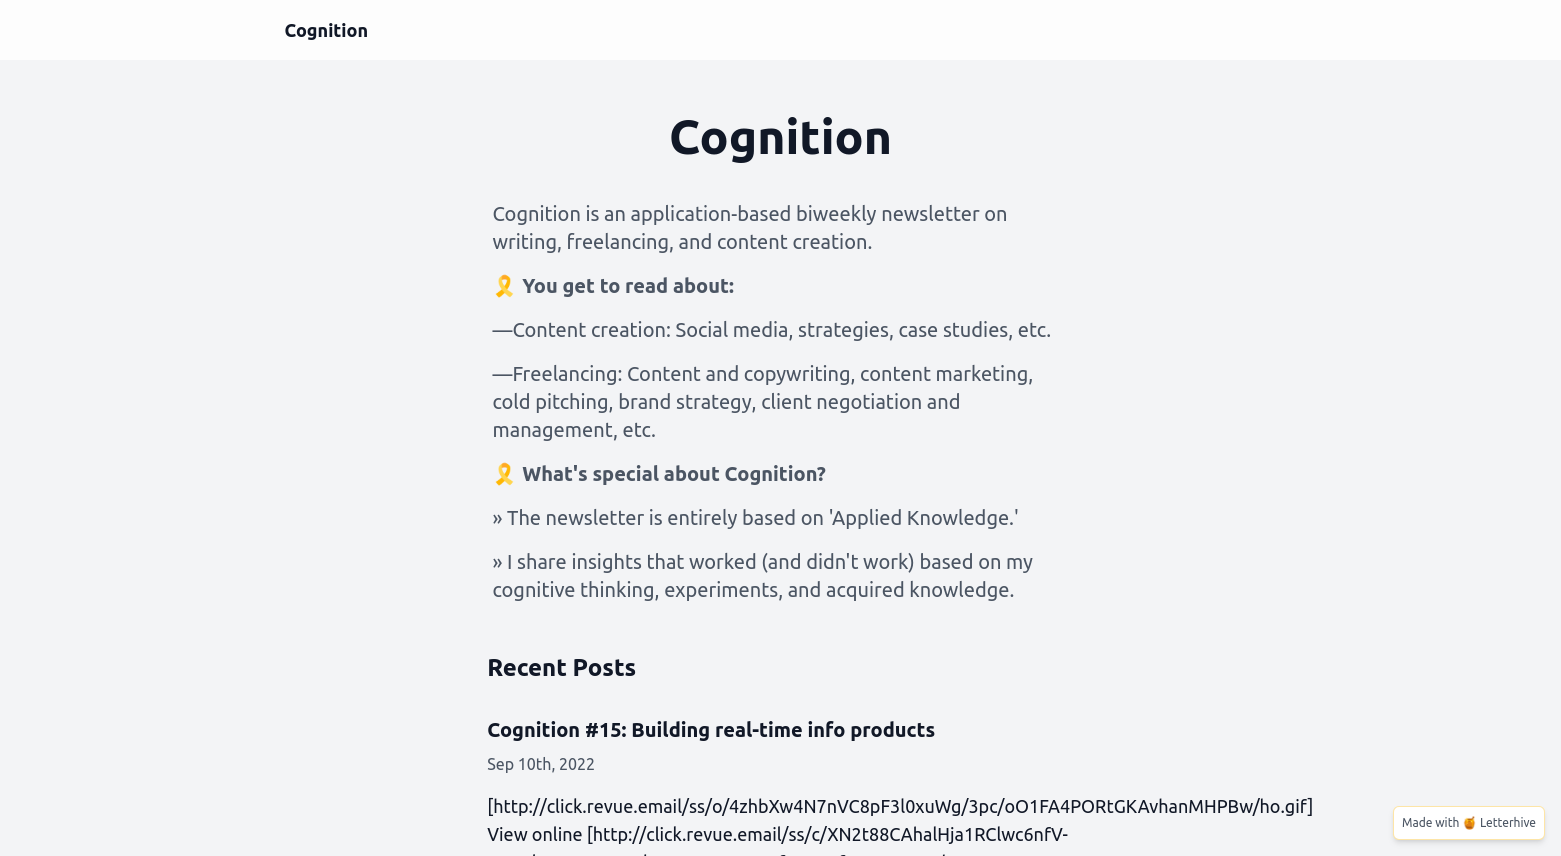 Cognition
Cognition
Cognition is an application-based biweekly newsletter on
writing, freelancing, and content creation.
🎗️ You get to read about:
—Content creation: Social media, strategies, case studies, etc.
—Freelancing: Content and copywriting, content marketing,
cold pitching, brand strategy, client negotiation and
management, etc.
🎗️ What's special about Cognition?
» The newsletter is entirely based on 'Applied Knowledge.'
» I share insights that worked (and didn't work) based on my
cognitive thinking, experiments, and acquired knowledge.
Recent Posts
Cognition #15: Building real-time info products
Sep 10th, 2022
[http://click.revue.email/ss/o/4zhbXw4N7nVC8pF3l0xuWg/3pc/oO1FA4PORtGKAvhanMHPBw/ho.gif]
View online [http://click.revue.email/ss/c/XN2t88CAhalHja1RClwc6nfV-
Made with 🍯 Letterhive